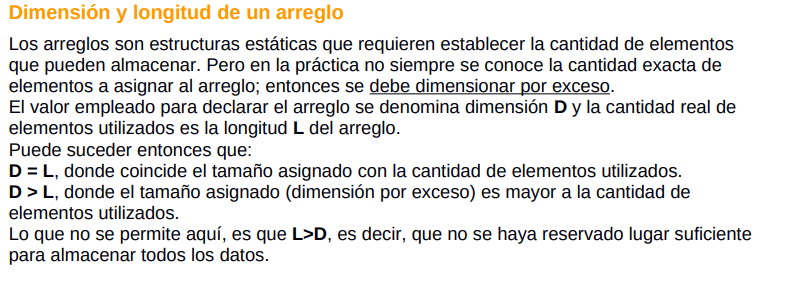 Dimensión y longitud de un arreglo
Los arreglos son estructuras estáticas que requieren establecer la cantidad de elementos
que pueden almacenar. Pero en la práctica no siempre se conoce la cantidad exacta de
elementos a asignar al arreglo; entonces se debe dimensionar por exceso.
El valor empleado para declarar el arreglo se denomina dimensión D y la cantidad real de
elementos utilizados es la longitud L del arreglo.
Puede suceder entonces que:
D = L, donde coincide el tamaño asignado con la cantidad de elementos utilizados.
D > L, donde el tamaño asignado (dimensión por exceso) es mayor a la cantidad de
elementos utilizados.
Lo que no se permite aquí, es que L>D, es decir, que no se haya reservado lugar suficiente
para almacenar todos los datos.